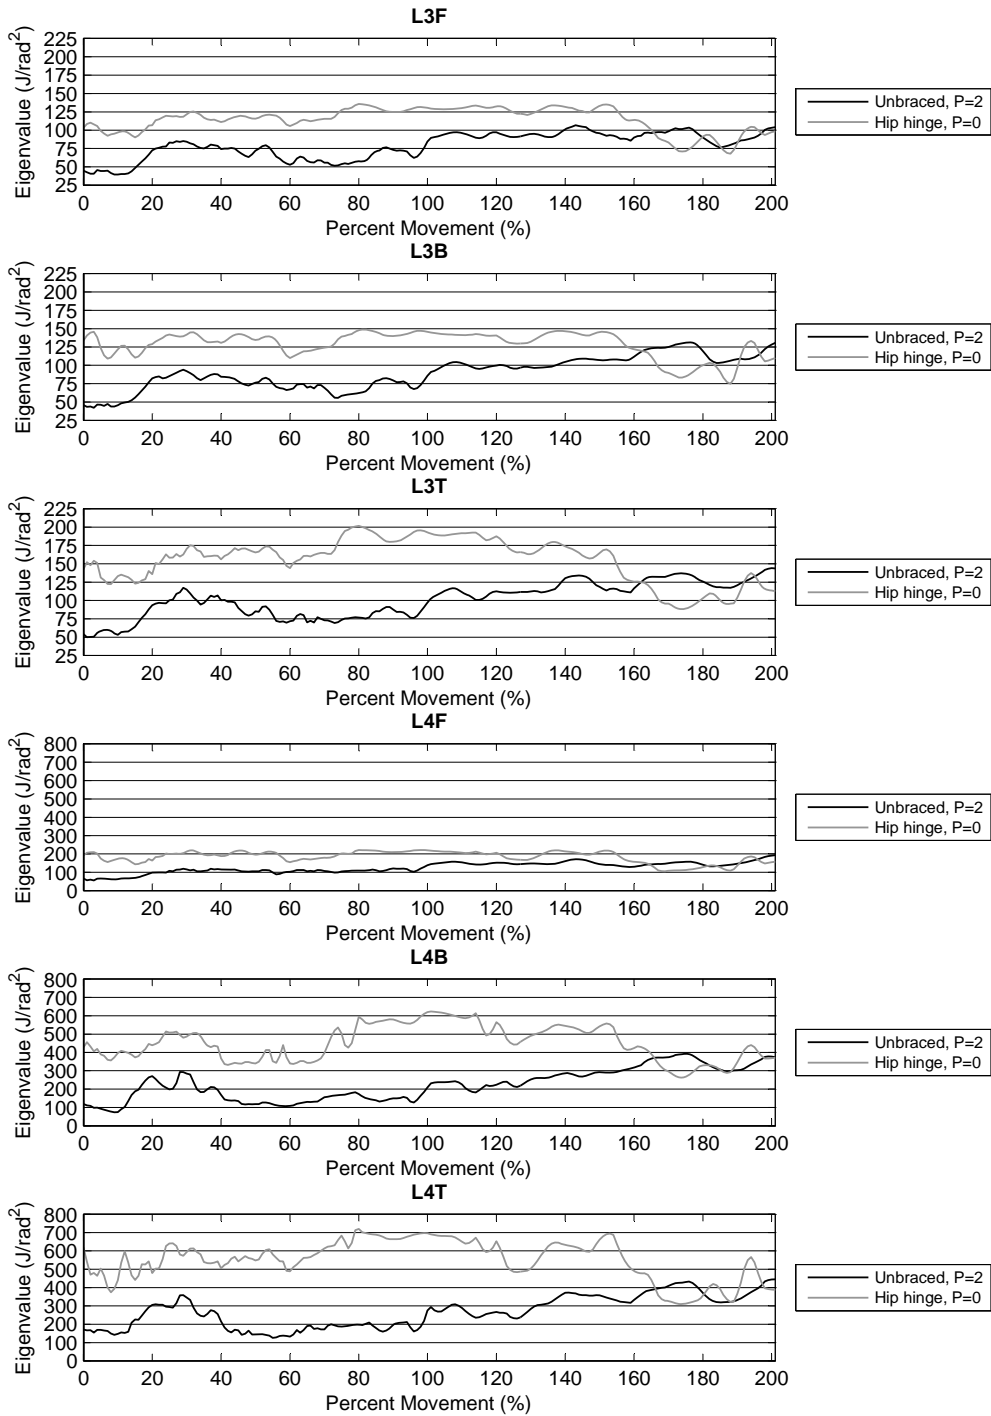 L3F
Eigenvalue (J/rad²)
225
200
175
150
125
100
75
50
25
0 20 40 60 80 100 120 140 160 180 200
Percent Movement (%)
Unbraced, P=2
Hip hinge, P=0
L3B
Eigenvalue (J/rad²)
225
200
175
150
125
100
75
50
25
0 20 40 60 80 100 120 140 160 180 200
Percent Movement (%)
Unbraced, P=2
Hip hinge, P=0
L3T
Eigenvalue (J/rad²)
225
200
175
150
125
100
75
50
25
0 20 40 60 80 100 120 140 160 180 200
Percent Movement (%)
Unbraced, P=2
Hip hinge, P=0
L4F
Eigenvalue (J/rad²)
800
700
600
500
400
300
200
100
0
0 20 40 60 80 100 120 140 160 180 200
Percent Movement (%)
Unbraced, P=2
Hip hinge, P=0
L4B
Eigenvalue (J/rad²)
800
700
600
500
400
300
200
100
0
0 20 40 60 80 100 120 140 160 180 200
Percent Movement (%)
Unbraced, P=2
Hip hinge, P=0
L4T
Eigenvalue (J/rad²)
800
700
600
500
400
300
200
100
0
0 20 40 60 80 100 120 140 160 180 200
Percent Movement (%)
Unbraced, P=2
Hip hinge, P=0